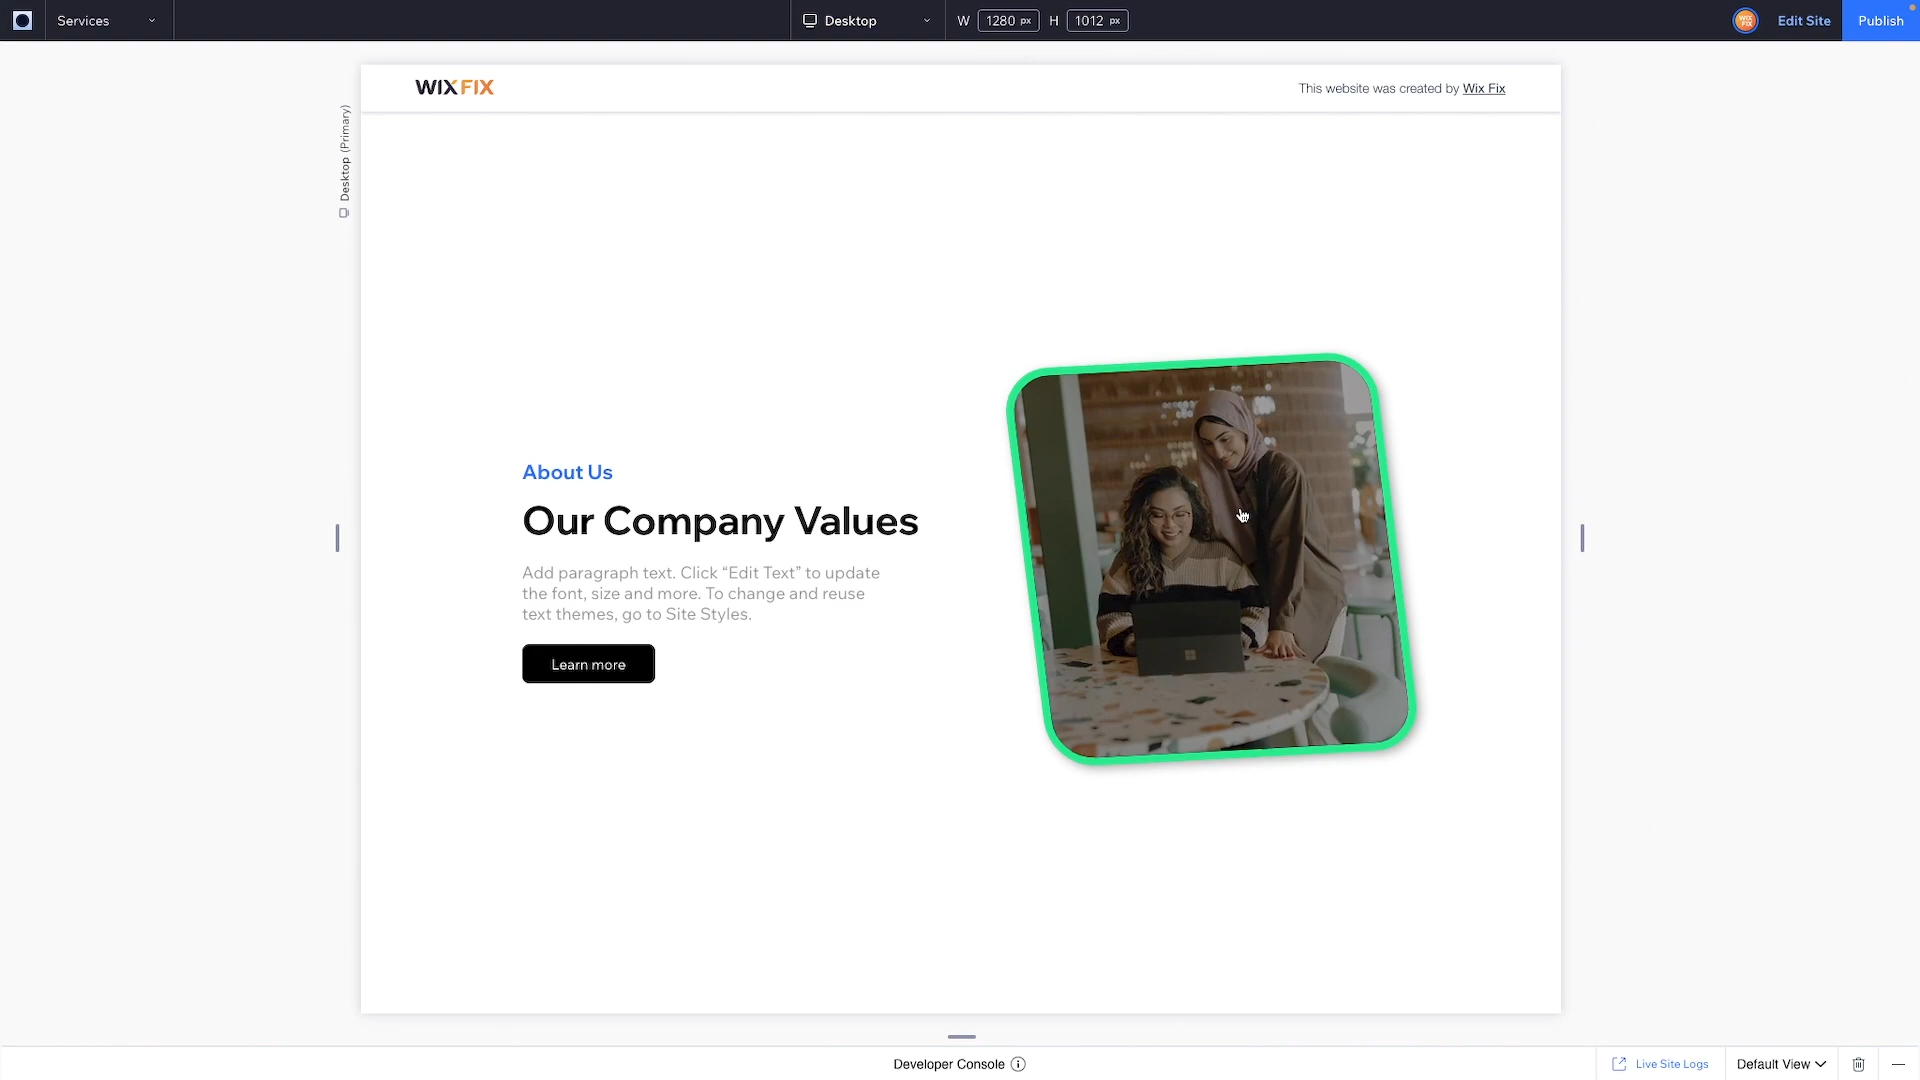 Services
Desktop
W 1280 px H 1012 px
WIX FIX
Edit Site
Publish
WIXFIX
This website was created by Wix Fix
Desktop (Primary)
About Us
Our Company Values
Add paragraph text. Click “Edit Text” to update
the font, size and more. To change and reuse
text themes, go to Site Styles.
Learn more
Developer Console
Live Site Logs
Default View